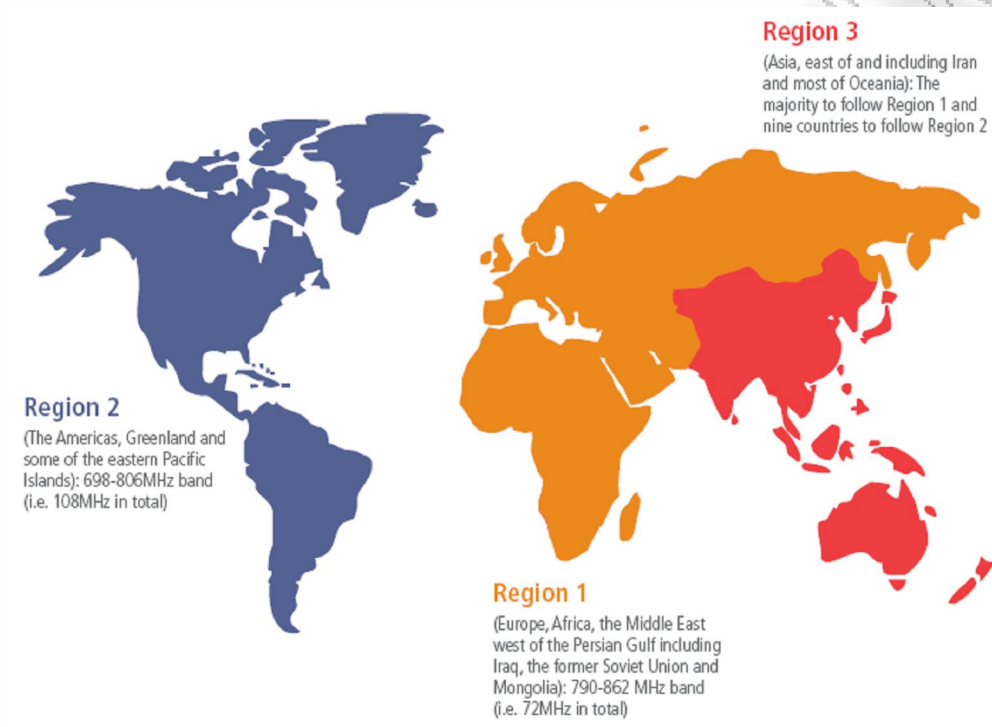 Region 3
(Asia, east of and including Iran
and most of Oceania): The
majority to follow Region 1 and
nine countries to follow Region 2
Region 2
(The Americas, Greenland and
some of the eastern Pacific
Islands): 698-806MHz band
(i.e. 108MHz in total)
Region 1
(Europe, Africa, the Middle East
west of the Persian Gulf including
Iraq, the former Soviet Union and
Mongolia): 790-862 MHz band
(i.e. 72MHz in total)